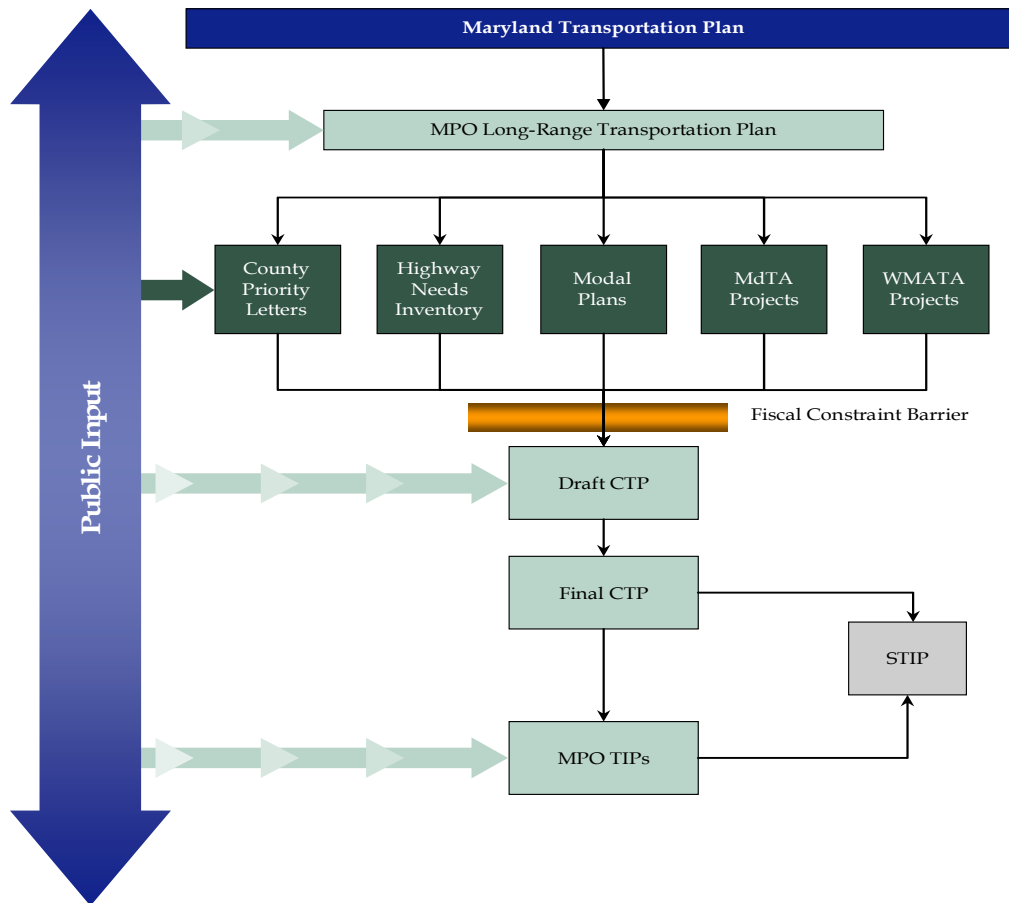 Maryland Transportation Plan
MPO Long-Range Transportation Plan
County
Priority
Letters
Highway
Needs
Inventory
Modal
Plans
MdTA
Projects
WMATA
Projects
Fiscal Constraint Barrier
Public Input
Draft CTP
Final CTP
STIP
MPO TIPs